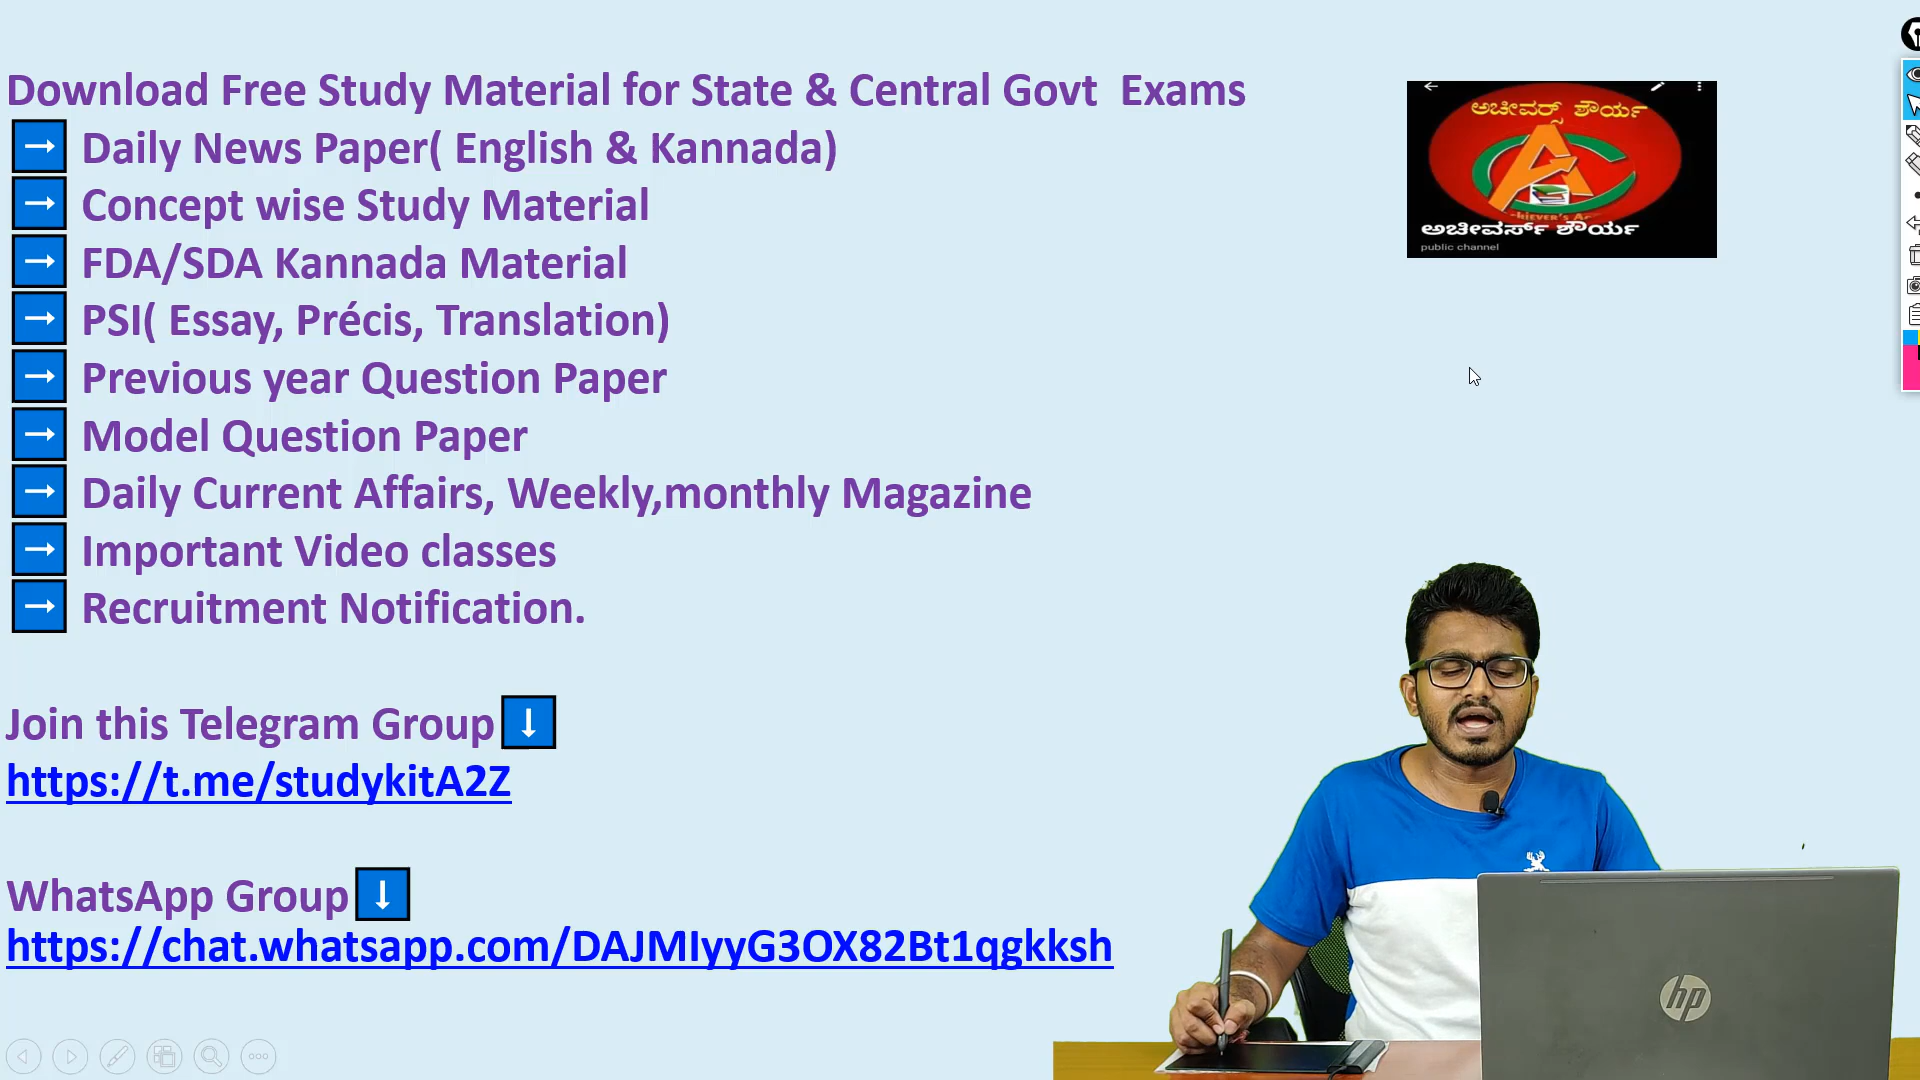 Download Free Study Material for State & Central Govt  Exams
➡ Daily News Paper( English & Kannada)
➡ Concept wise Study Material
➡ FDA/SDA Kannada Material
➡ PSI( Essay, Précis, Translation)
➡ Previous year Question Paper
➡ Model Question Paper
➡ Daily Current Affairs, Weekly,monthly Magazine
➡ Important Video classes
➡ Recruitment Notification.
Join this Telegram Group⬇
https://t.me/studykitA2Z
WhatsApp Group⬇
https://chat.whatsapp.com/DAJMIyyG3OX82Bt1qgkksh
ಅಚೀವರ್ಸ್ ಶೌರ್ಯ
ಅಚೀವರ್ಸ್ ಶೌರ್ಯ
public channel
hp